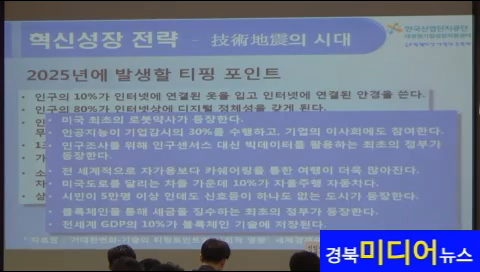 혁신성장 전략 - 技術地震의 시대
한국산업단지공단
2025년에 발생할 티핑 포인트
• 인구의 10%가 인터넷에 연결된 옷을 입고 인터넷에 연결된 안경을 쓴다.
• 인구의 80%가 인터넷상에 디지털 정체성을 갖게 된다.
• 미국 최초의 로봇약사가 등장한다.
• 인공지능이 기업감사의 30%를 수행하고, 기업의 이사회에도 참여한다.
• 인구조사를 위해 인구센서스 대신 빅데이터를 활용하는 최초의 정부가
등장한다.
• 전 세계적으로 자가용보다 카쉐어링을 통한 여행이 더욱 많아진다.
• 미국도로를 달리는 차들 가운데 10%가 자율주행 자동차다.
• 시민이 5만명 이상 인데도 신호등이 하나도 없는 도시가 등장한다.
• 블록체인을 통해 세금을 징수하는 최초의 정부가 등장한다.
• 전세계 GDP의 10%가 블록체인 기술에 저장된다.
경북미디어뉴스